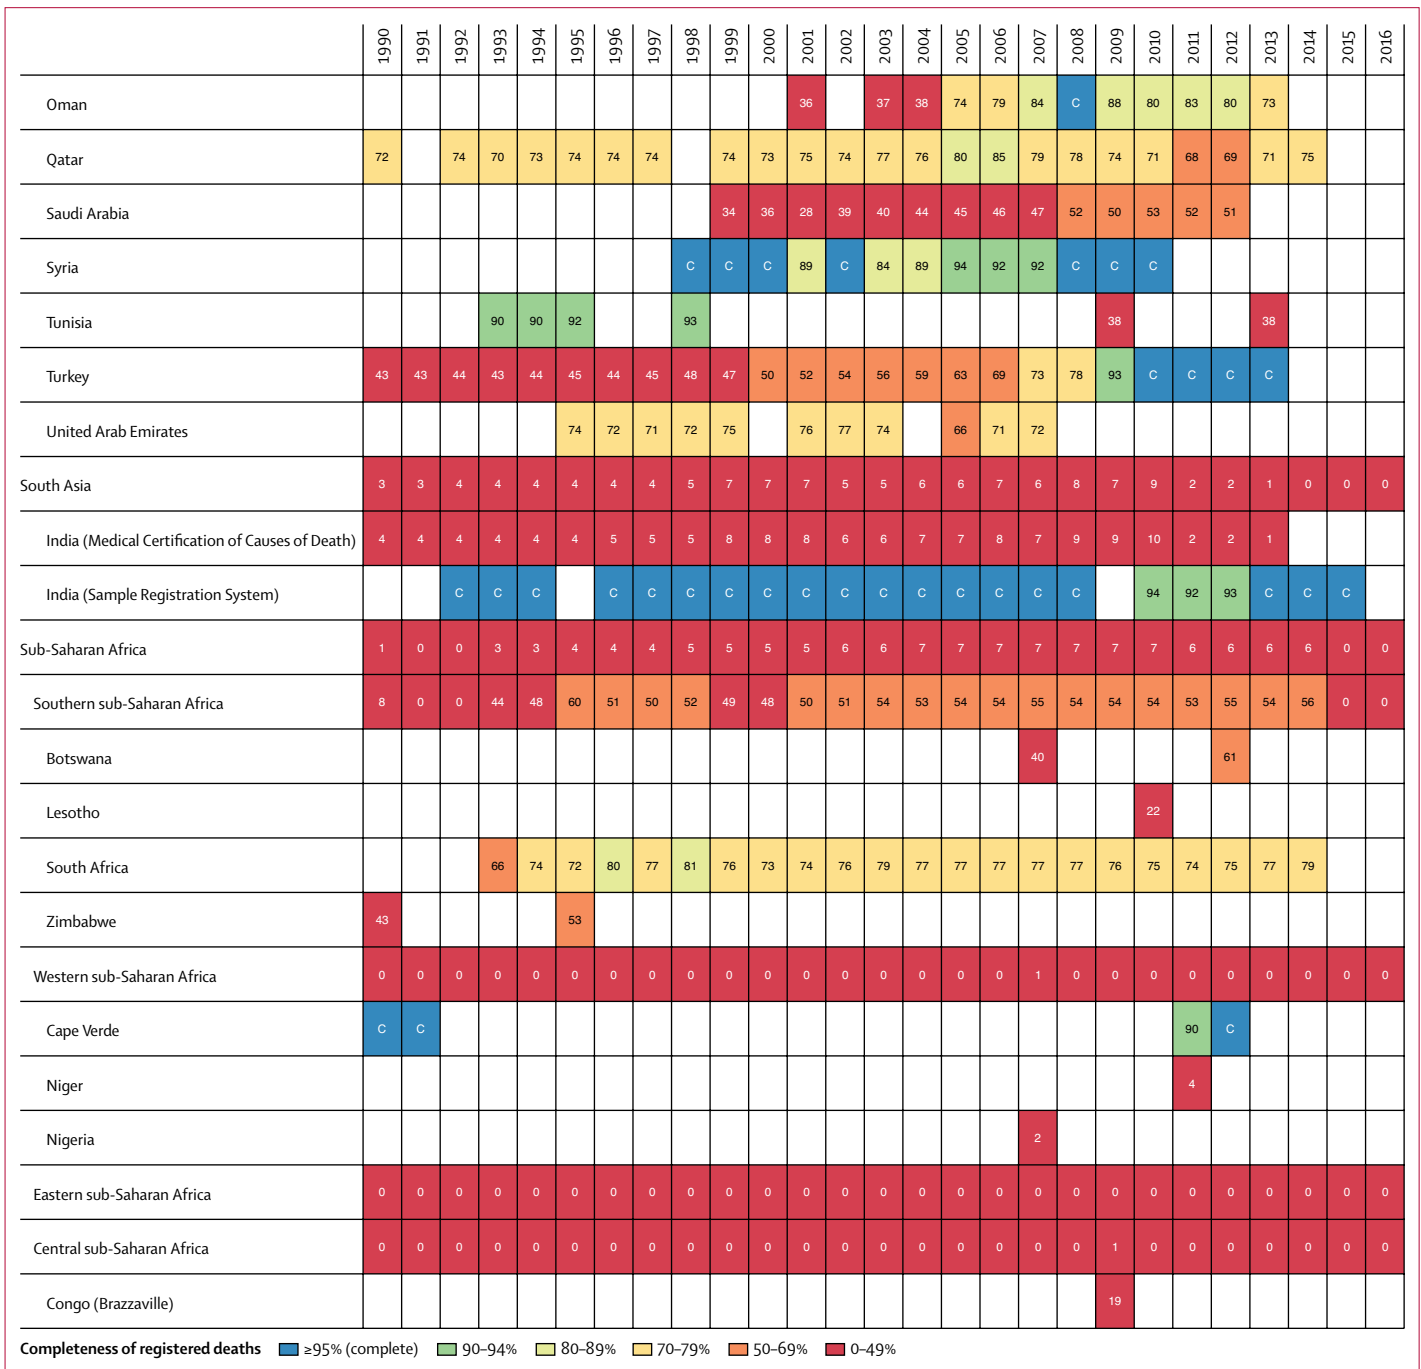 1990 1991 1992 1993 1994 1995 1996 1997 1998 1999 2000 2001 2002 2003 2004 2005 2006 2007 2008 2009 2010 2011 2012 2013 2014 2015 2016
Oman 36 37 38 74 79 84 C 88 80 83 80 73
Qatar 72 74 70 73 74 74 74 74 73 75 74 77 76 80 85 79 78 74 71 68 69 71 75
Saudi Arabia 34 36 28 39 40 44 45 46 47 52 50 53 52 51
Syria C C C 89 C 84 89 94 92 92 C C C
Tunisia 90 90 92 93 38 38
Turkey 43 43 44 43 44 45 44 45 48 47 50 52 54 56 59 63 69 73 78 93 C C C C
United Arab Emirates 74 72 71 72 75 76 77 74 66 71 72
South Asia 3 3 4 4 4 4 4 4 5 7 7 7 5 5 6 6 7 6 8 7 9 2 2 1 0 0 0
India (Medical Certification of Causes of Death) 4 4 4 4 4 4 5 5 5 8 8 8 6 6 7 7 8 7 9 9 10 2 2 1
India (Sample Registration System) C C C C C C C C C C C C C C C C 94 92 93 C C C
Sub-Saharan Africa 1 0 0 3 3 4 4 4 5 5 5 5 6 6 7 7 7 7 7 7 7 6 6 6 6 0 0
Southern sub-Saharan Africa 8 0 0 44 48 60 51 50 52 49 48 50 51 54 53 54 54 55 54 54 54 53 55 54 56 0 0
Botswana 40 61
Lesotho 22
South Africa 66 74 72 80 77 81 76 73 74 76 79 77 77 77 77 77 76 75 74 75 77 79
Zimbabwe 43 53
Western sub-Saharan Africa 0 0 0 0 0 0 0 0 0 0 0 0 0 0 0 0 0 1 0 0 0 0 0 0 0 0 0
Cape Verde C C 90 C
Niger 4
Nigeria 2
Eastern sub-Saharan Africa 0 0 0 0 0 0 0 0 0 0 0 0 0 0 0 0 0 0 0 0 0 0 0 0 0 0 0
Central sub-Saharan Africa 0 0 0 0 0 0 0 0 0 0 0 0 0 0 0 0 0 0 0 1 0 0 0 0 0 0 0
Congo (Brazzaville) 19
Completeness of registered deaths ≥95% (complete) 90–94% 80–89% 70–79% 50–69% 0–49%